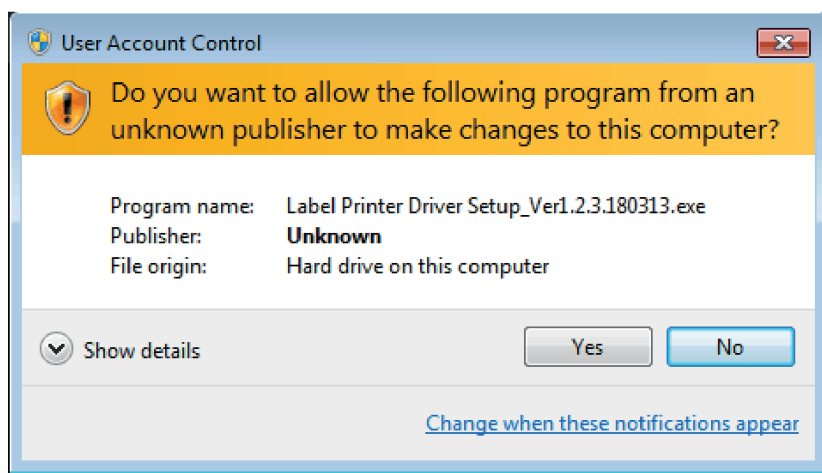 User Account Control
Do you want to allow the following program from an
unknown publisher to make changes to this computer?
Program name: Label Printer Driver Setup_Ver1.2.3.180313.exe
Publisher: Unknown
File origin: Hard drive on this computer
Show details
Yes
No
Change when these notifications appear